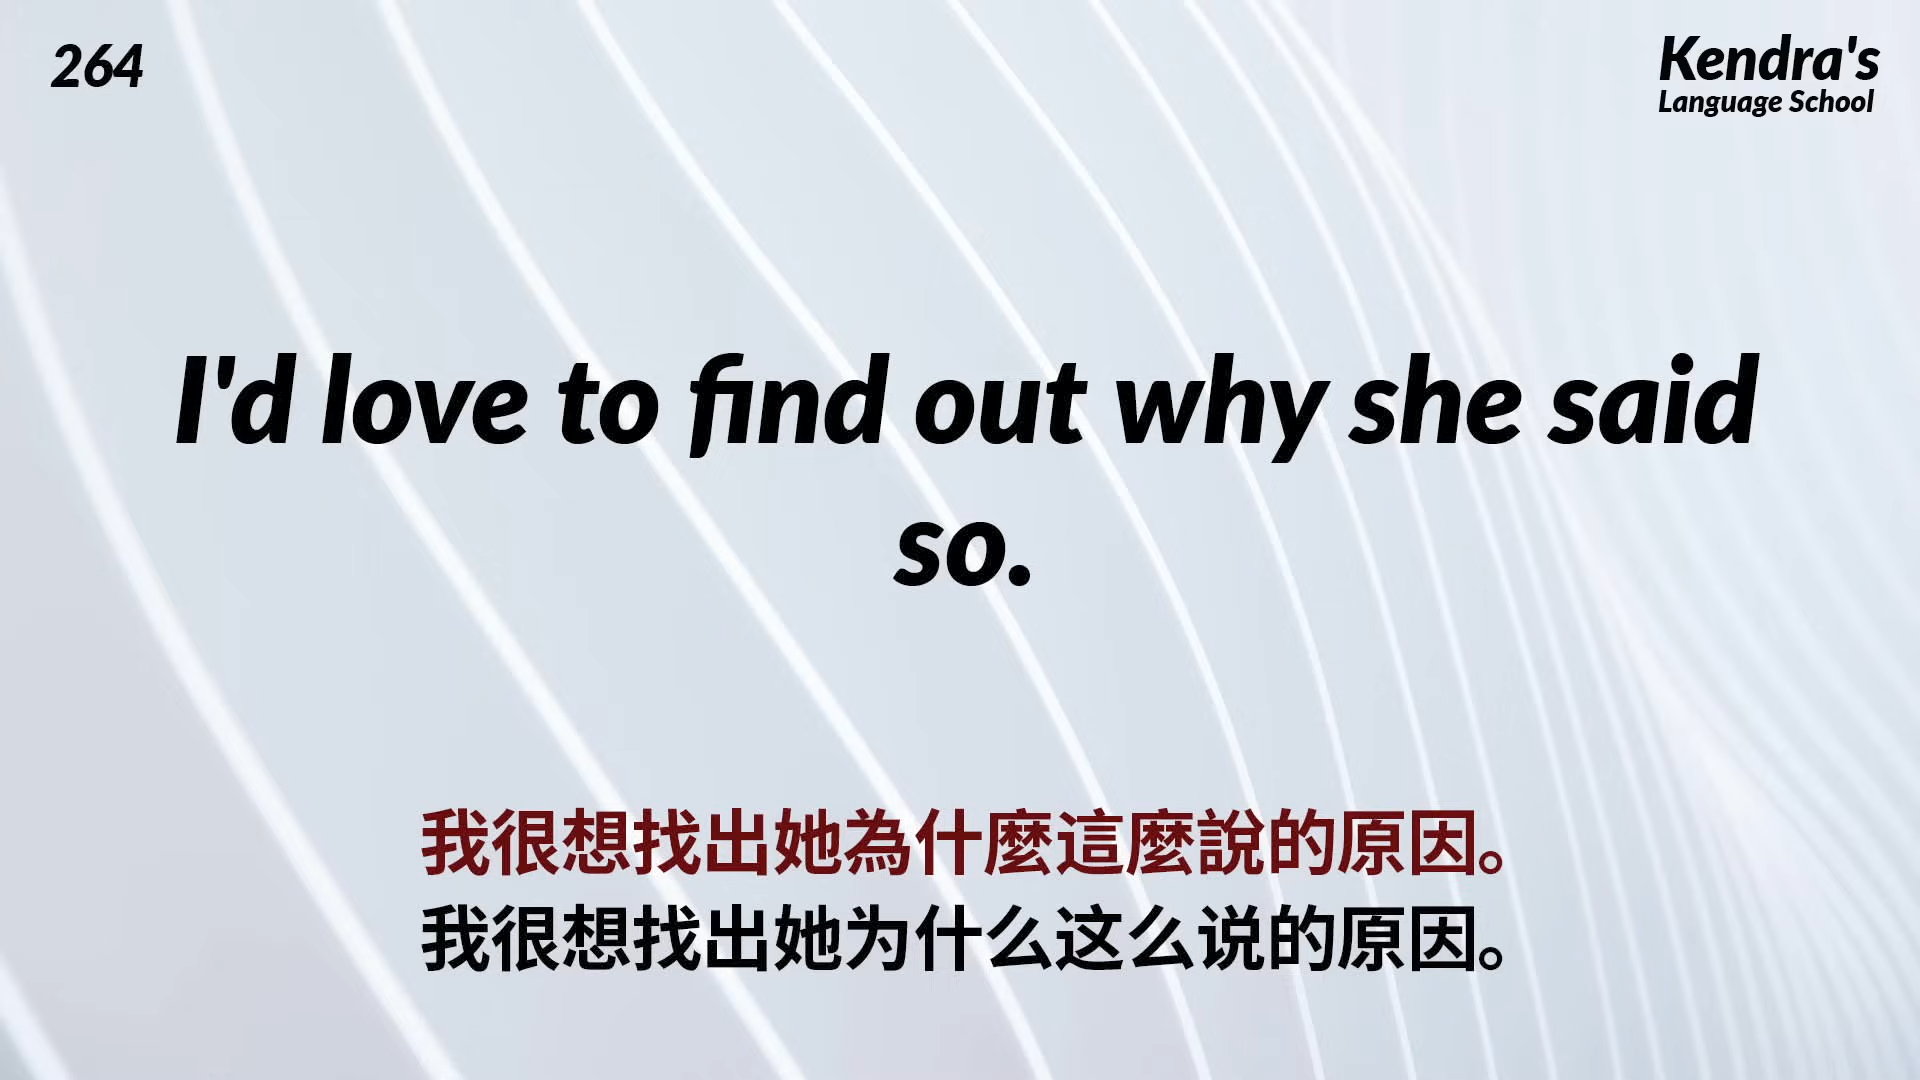 264
Kendra's
Language School
I'd love to find out why she said
so.
我很想找出她為什麼這麼說的原因。
我很想找出她为什么这么说的原因。